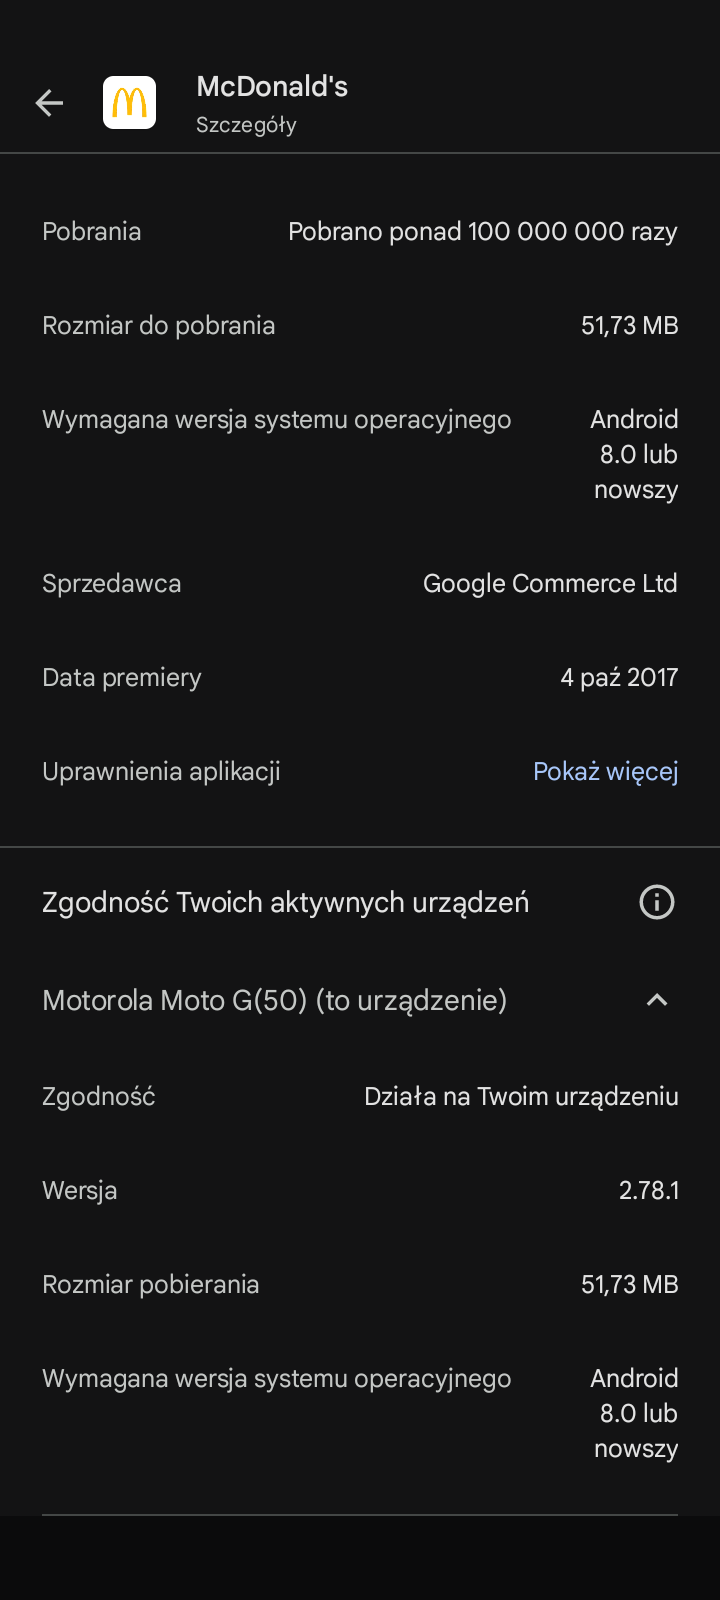 McDonald's
Szczegóły
Pobrania Pobrano ponad 100 000 000 razy
Rozmiar do pobrania 51,73 MB
Wymagana wersja systemu operacyjnego Android
8.0 lub
nowszy
Sprzedawca Google Commerce Ltd
Data premiery 4 paź 2017
Uprawnienia aplikacji Pokaż więcej
Zgodność Twoich aktywnych urządzeń
Motorola Moto G(50) (to urządzenie)
Zgodność Działa na Twoim urządzeniu
Wersja 2.78.1
Rozmiar pobierania 51,73 MB
Wymagana wersja systemu operacyjnego Android
8.0 lub
nowszy